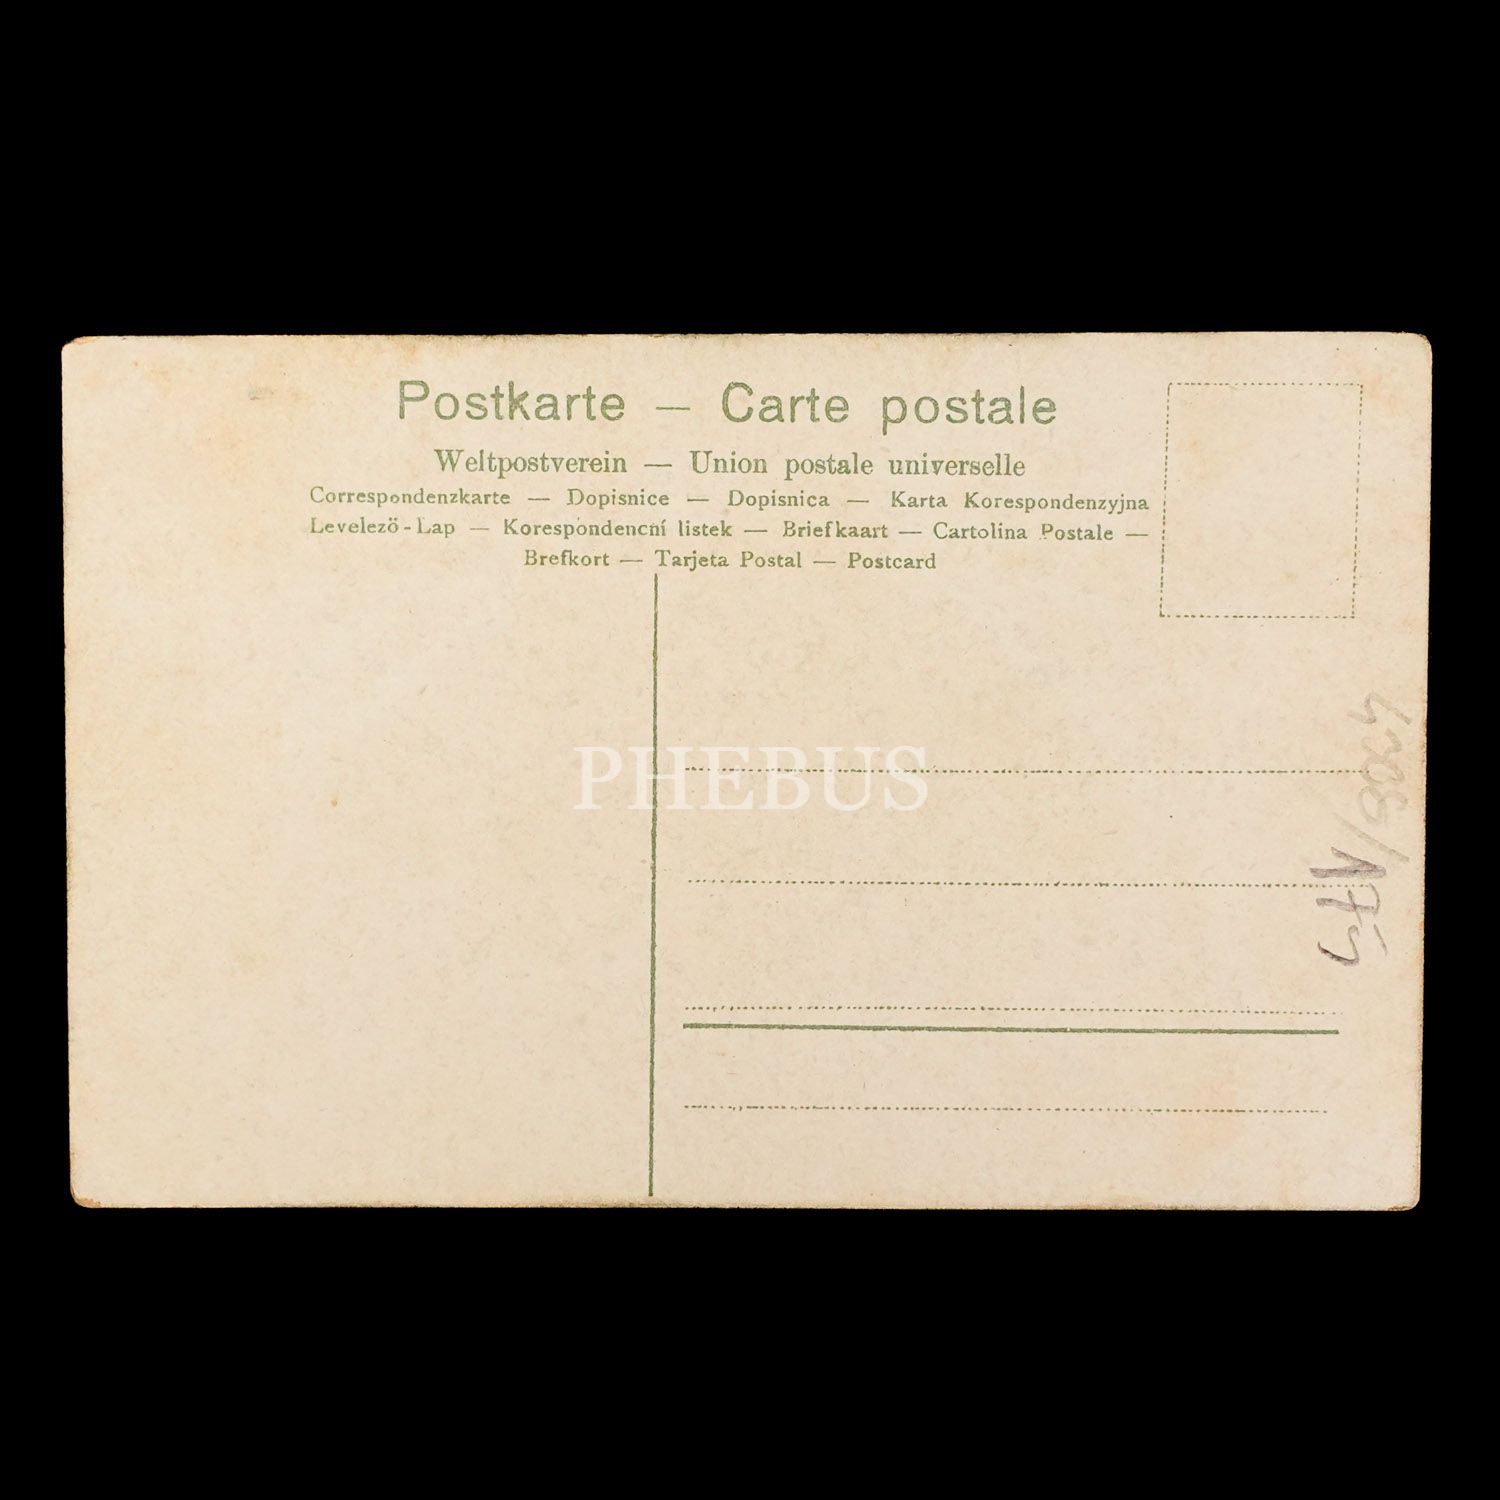 Postkarte — Carte postale
Weltpostverein — Union postale universelle
Correspondenzkarte — Dopisnice — Dopisnica — Karta Korespondenzyjna
Levelezö-Lap — Korespondencní listek — Briefkaart — Cartolina Postale —
Brefkort — Tarjeta Postal — Postcard
PHEBUS